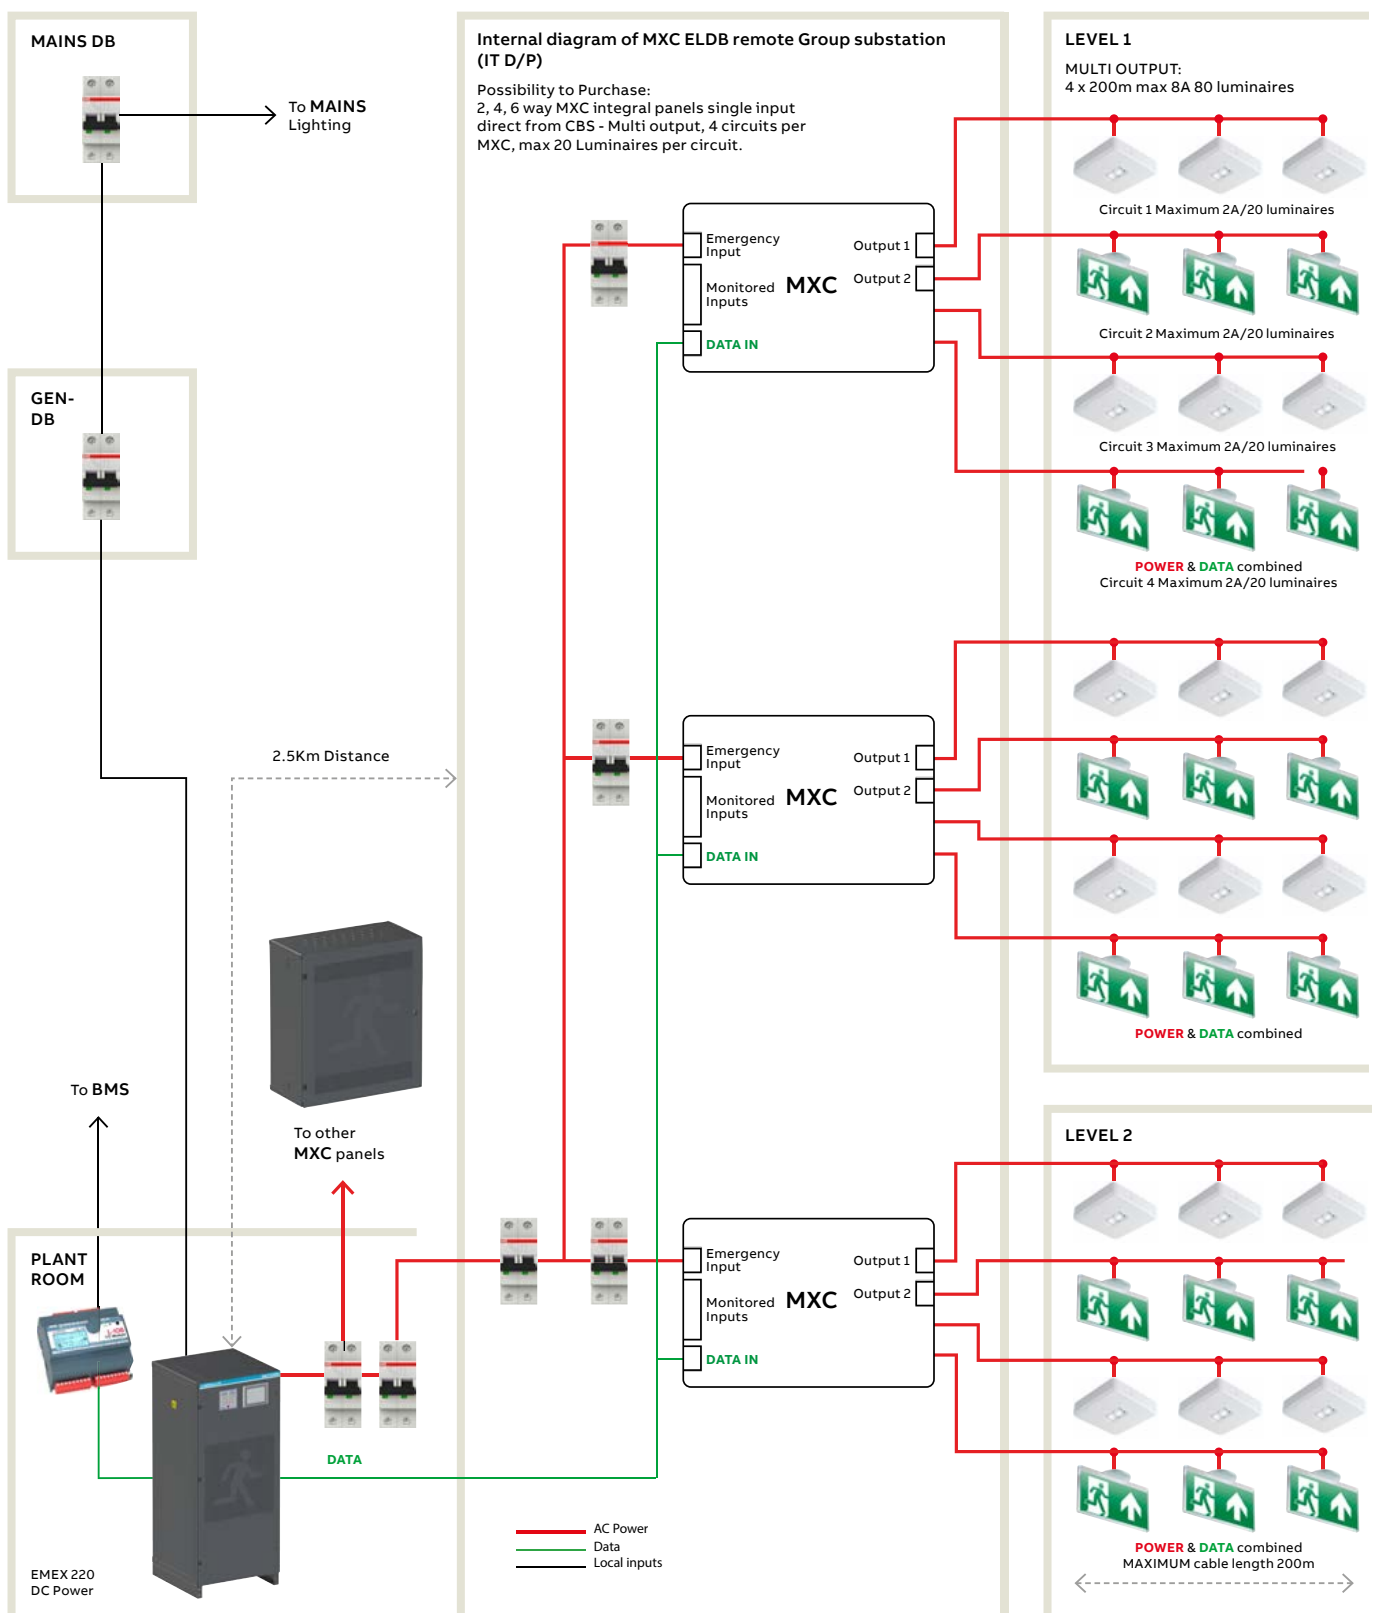 MAINS DB
To MAINS
Lighting
GEN-
DB
2.5Km Distance
To BMS
To other
MXC panels
PLANT
ROOM
DATA
EMEX 220
DC Power
Internal diagram of MXC ELDB remote Group substation
(IT D/P)
Possibility to Purchase:
2, 4, 6 way MXC integral panels single input
direct from CBS - Multi output, 4 circuits per
MXC, max 20 Luminaires per circuit.
Emergency
Input
Monitored
Inputs
DATA IN
MXC
Output 1
Output 2
Emergency
Input
Monitored
Inputs
DATA IN
MXC
Output 1
Output 2
Emergency
Input
Monitored
Inputs
DATA IN
MXC
Output 1
Output 2
AC Power
Data
Local inputs
LEVEL 1
MULTI OUTPUT:
4 x 200m max 8A 80 luminaires
Circuit 1 Maximum 2A/20 luminaires
Circuit 2 Maximum 2A/20 luminaires
Circuit 3 Maximum 2A/20 luminaires
POWER & DATA combined
Circuit 4 Maximum 2A/20 luminaires
POWER & DATA combined
LEVEL 2
POWER & DATA combined
MAXIMUM cable length 200m